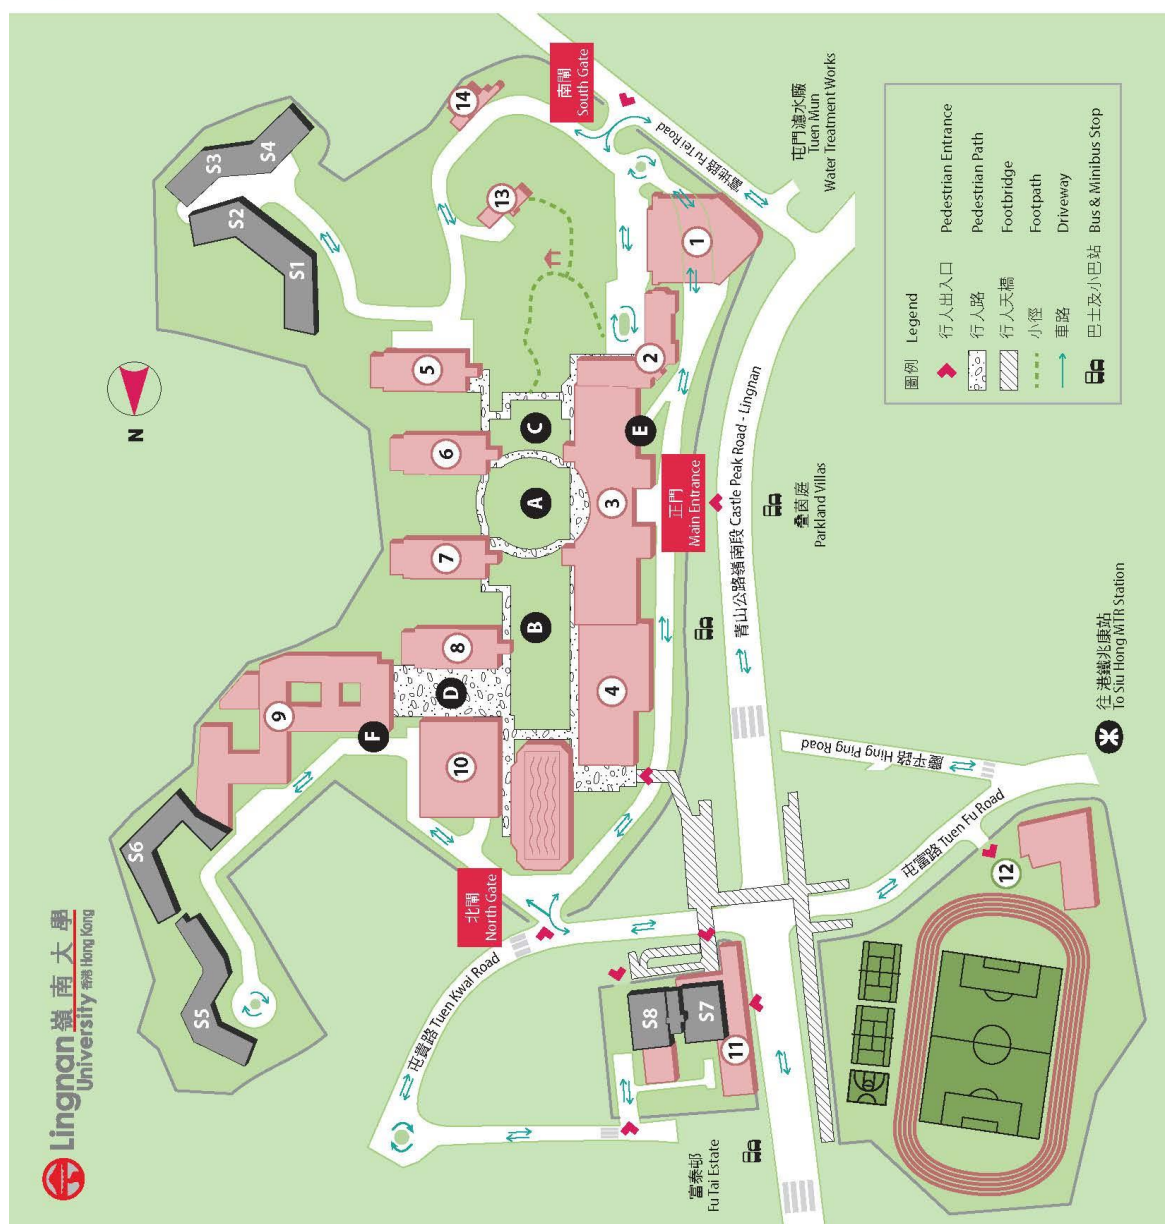 Lingnan 嶺南大學
University 香港 Hong Kong
N
S6
S5
S3
S4
S2
S1
14
13
5
6
7
8
9
10
F
D
B
A
C
E
1
2
3
4
11
12
S8
S7
北閘
North Gate
正門
Main Entrance
南閘
South Gate
屯貴路 Tuen Kwai Road
富地路 Fu Tei Road
屯門濾水廠
Tuen Mun
Water Treatment Works
青山公路嶺南段 Castle Peak Road - Lingnan
疊茵庭
Parkland Villas
富泰邨
Fu Tai Estate
慶平路 Hing Ping Road
屯富路 Tuen Fu Road
往港鐵兆康站
To Siu Hong MTR Station
圖例 Legend
行人出入口 Pedestrian Entrance
行人路 Pedestrian Path
行人天橋 Footbridge
小徑 Footpath
車路 Driveway
巴士及小巴站 Bus & Minibus Stop